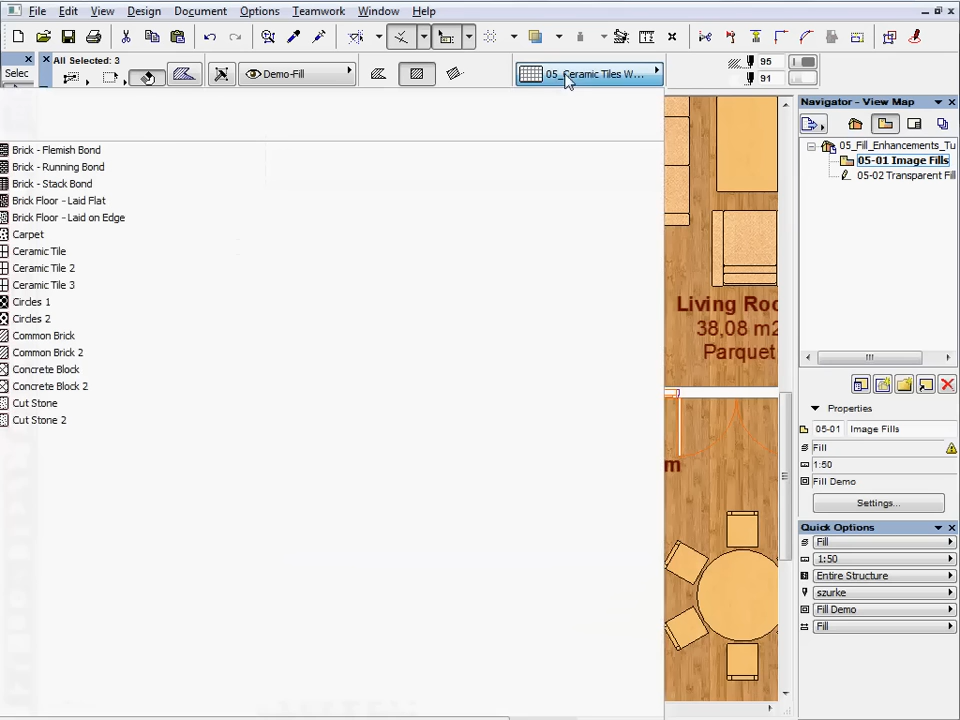 File Edit View Design Document Options Teamwork Window Help
Selec
All Selected: 3
Demo-Fill
05_Ceramic Tiles W...
95
91
Brick - Flemish Bond
Brick - Running Bond
Brick - Stack Bond
Brick Floor - Laid Flat
Brick Floor - Laid on Edge
Carpet
Ceramic Tile
Ceramic Tile 2
Ceramic Tile 3
Circles 1
Circles 2
Common Brick
Common Brick 2
Concrete Block
Concrete Block 2
Cut Stone
Cut Stone 2
Living Roo
38,08 m2
Parquet
m
Navigator - View Map
05_Fill_Enhancements_Tu
05-01 Image Fills
05-02 Transparent Fill
Properties
05-01 Image Fills
Fill
1:50
Fill Demo
Settings...
Quick Options
Fill
1:50
Entire Structure
szurke
Fill Demo
Fill